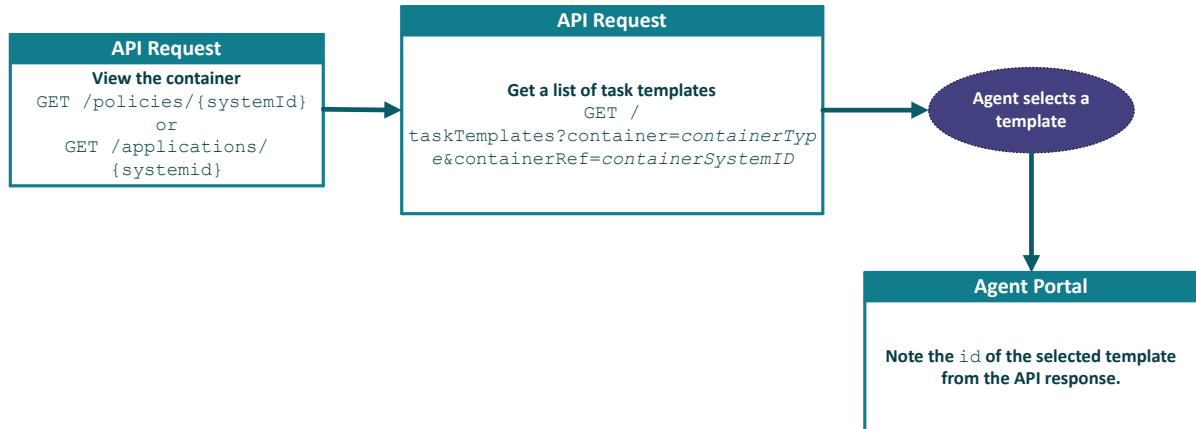 API Request
View the container
GET /policies/{systemId}
or
GET /applications/
{systemid}
API Request
Get a list of task templates
GET /
taskTemplates?container=containerTyp
e&containerRef=containerSystemID
Agent selects a
template
Agent Portal
Note the id of the selected template
from the API response.